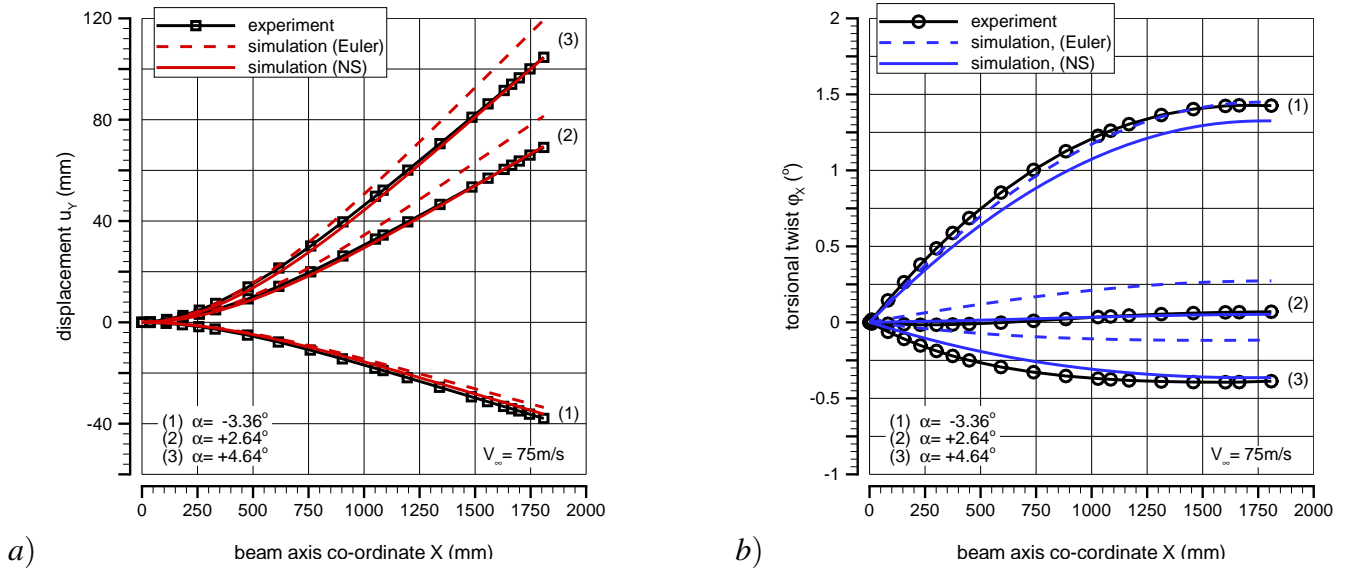 experiment
simulation (Euler)
simulation (NS)
120
80
40
0
-40
displacement u_Y (mm)
(3)
(2)
(1)
(1) α= -3.36°
(2) α= +2.64°
(3) α= +4.64°
V_∞= 75m/s
0 250 500 750 1000 1250 1500 1750 2000
beam axis co-ordinate X (mm)
a)
experiment
simulation, (Euler)
simulation, (NS)
2
1.5
1
0.5
0
-0.5
-1
torsional twist φ_X (°)
(1)
(2)
(3)
(1) α= -3.36°
(2) α= +2.64°
(3) α= +4.64°
V_∞= 75m/s
0 500 1000 1250 1500 1750 2000
beam axis co-ordinate X (mm)
b)